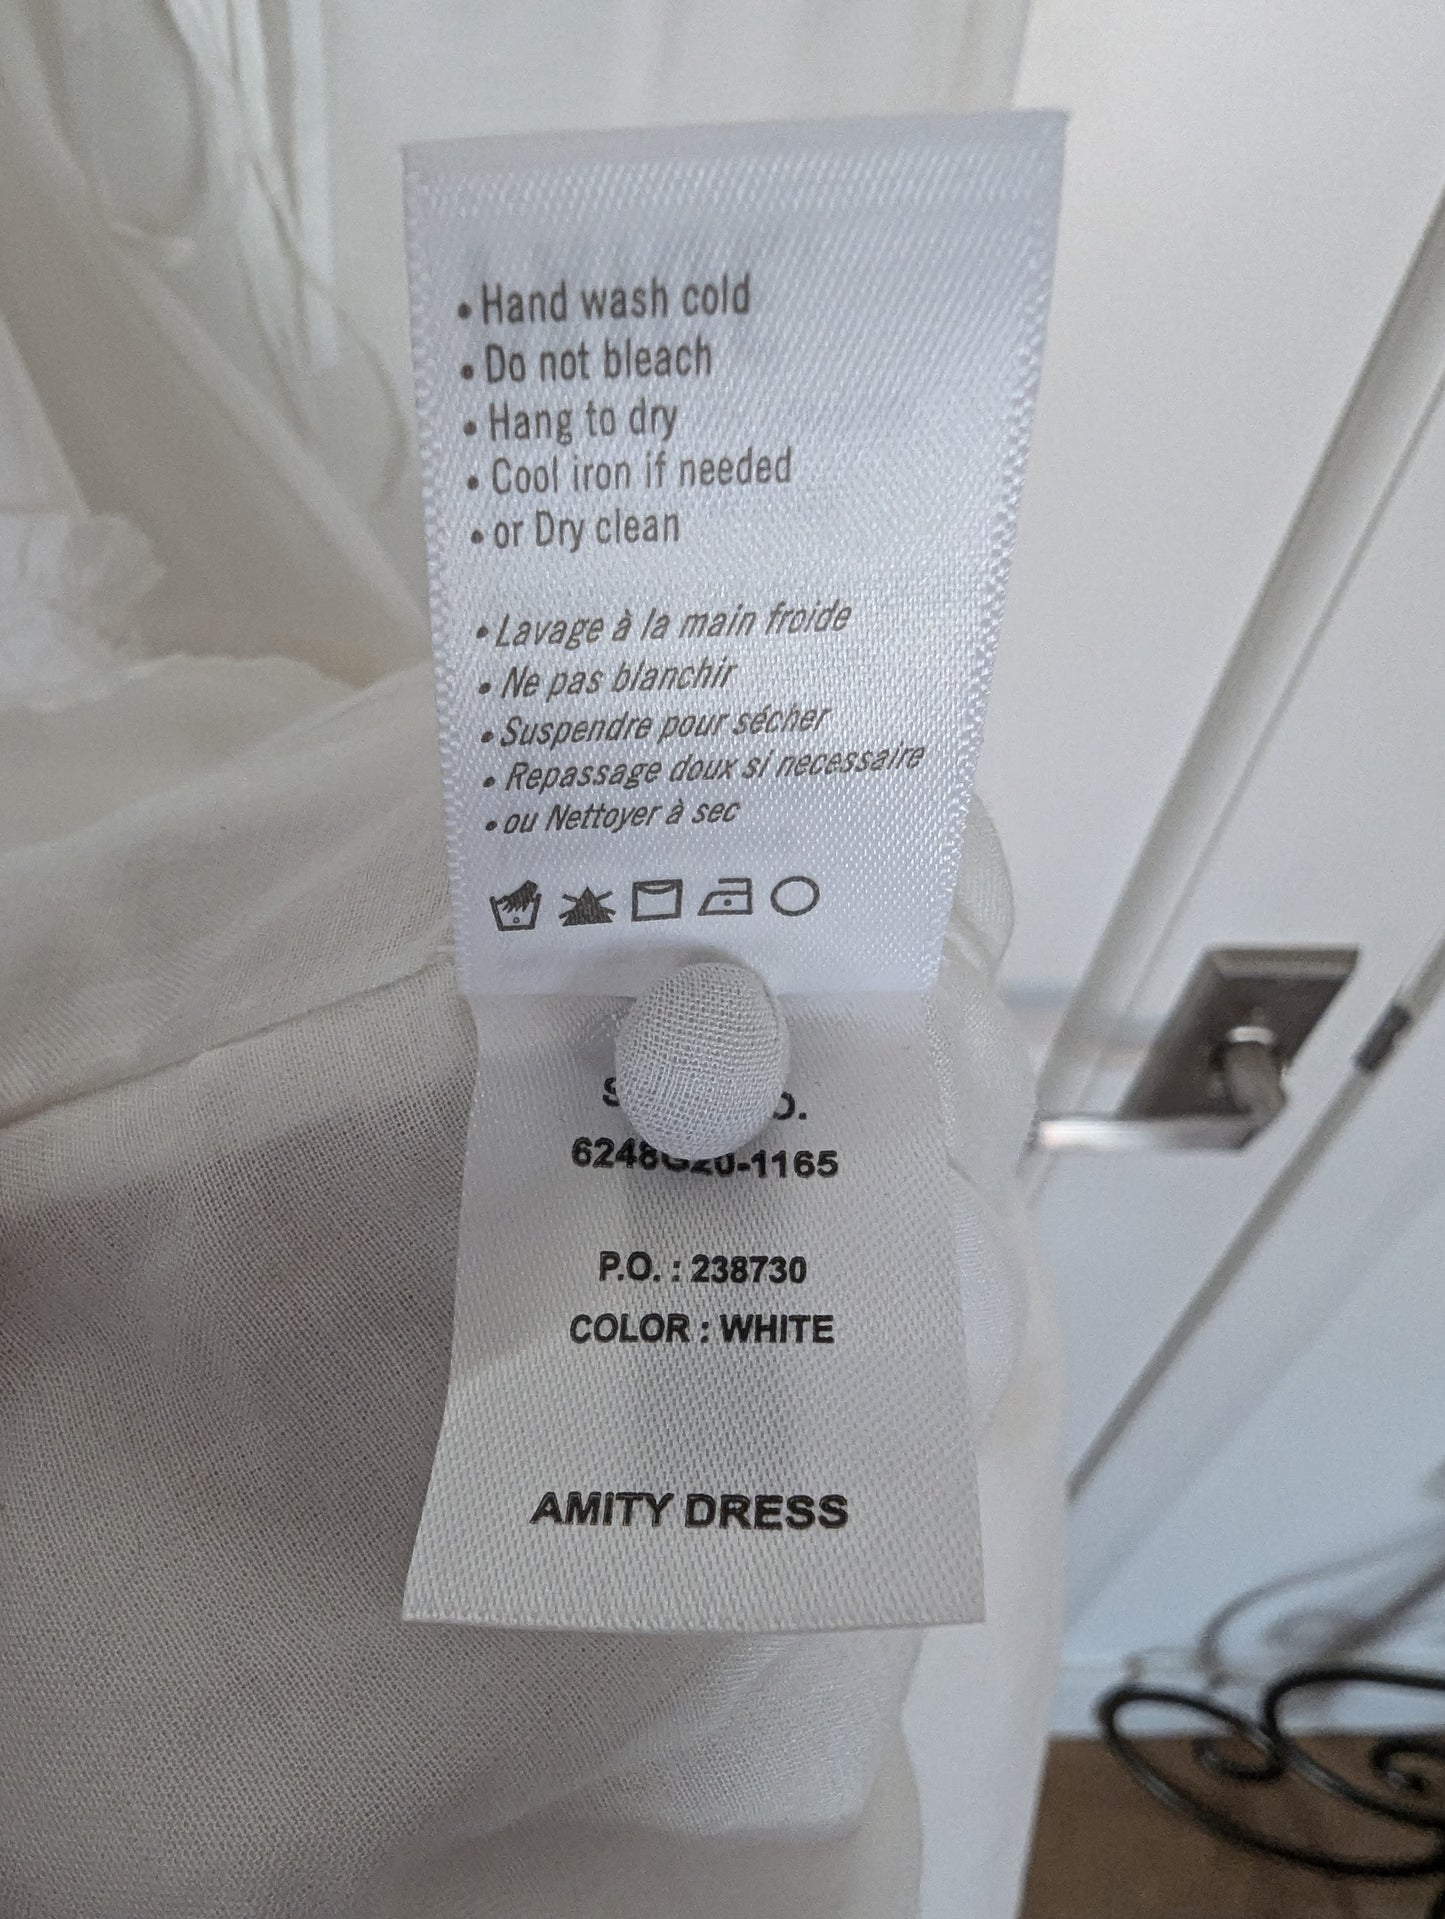 • Hand wash cold
• Do not bleach
• Hang to dry
• Cool iron if needed
• or Dry clean
• Lavage à la main froide
• Ne pas blanchir
• Suspendre pour sécher
• Repassage doux si necessaire
• ou Nettoyer à sec
P.O. : 238730
COLOR : WHITE
AMITY DRESS